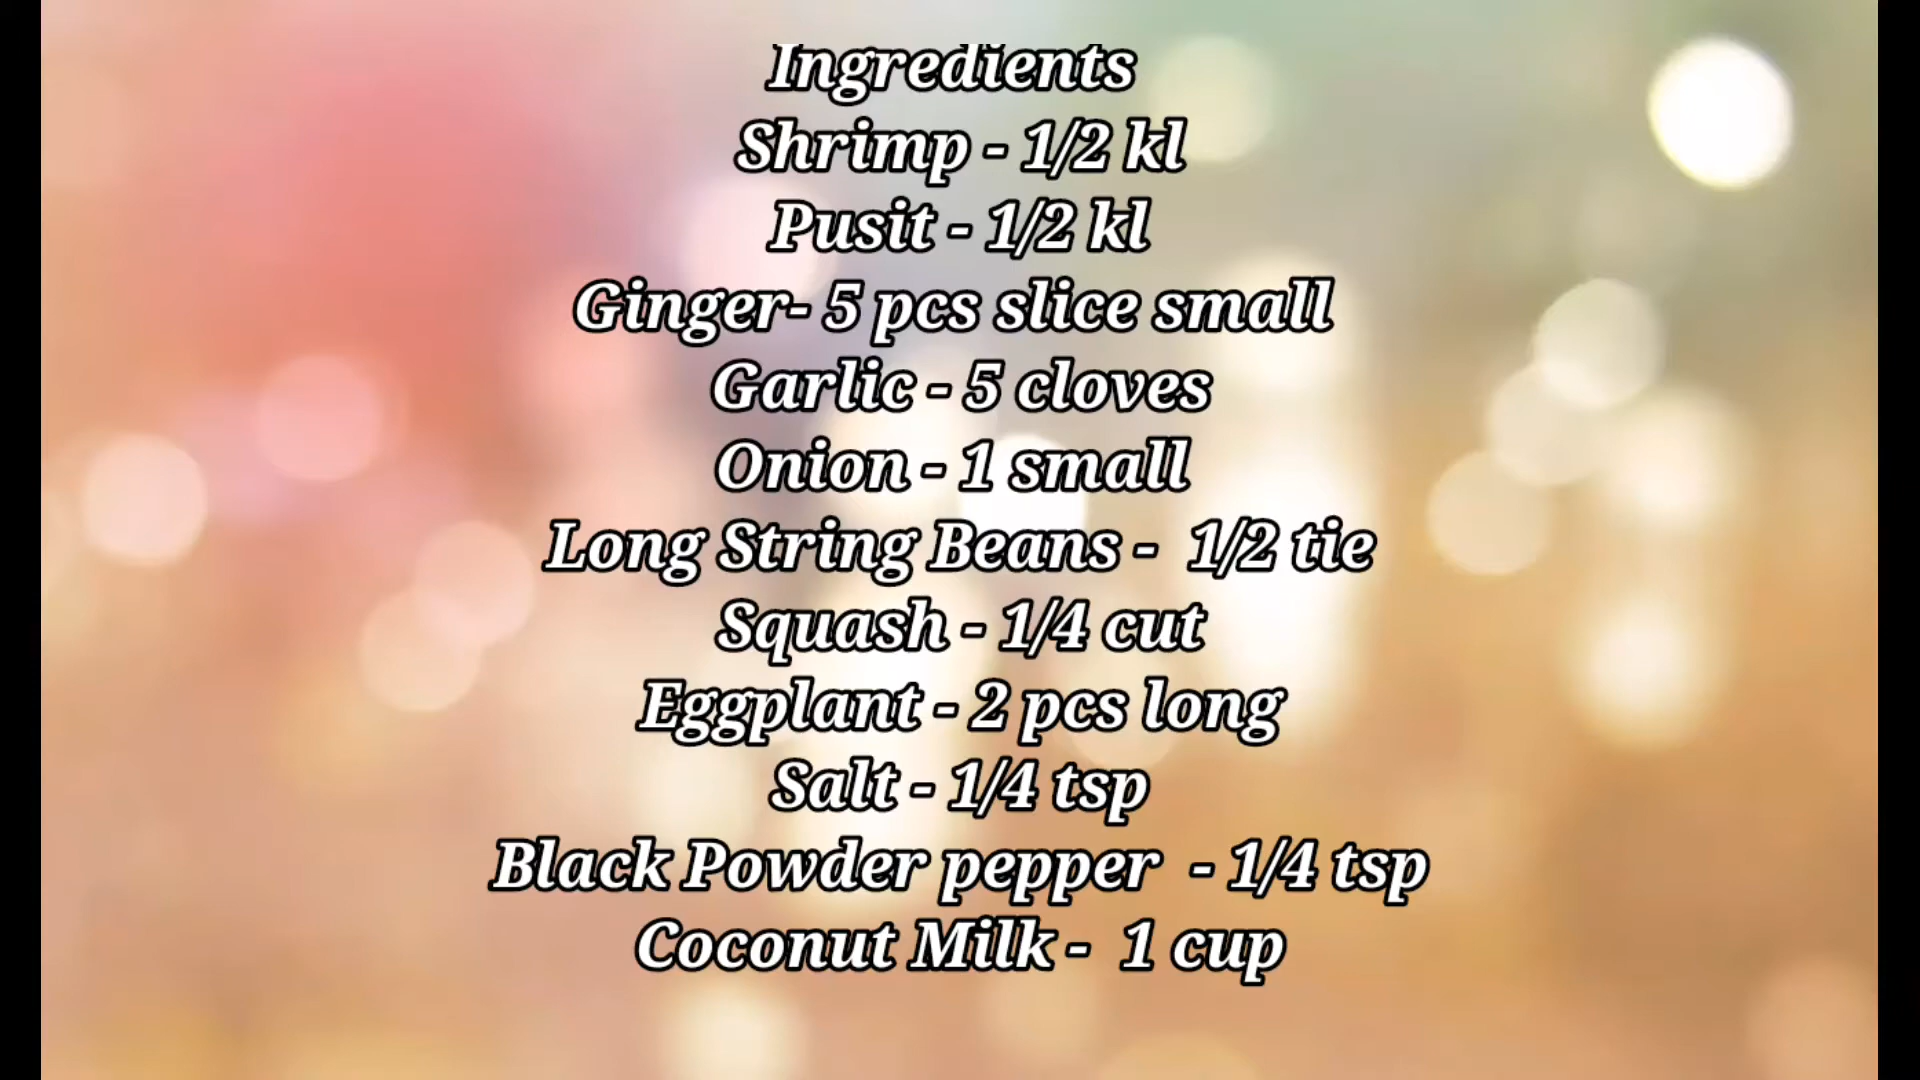 Ingredients
Shrimp - 1/2 kl
Pusit - 1/2 kl
Ginger- 5 pcs slice small
Garlic - 5 cloves
Onion - 1 small
Long String Beans -  1/2 tie
Squash - 1/4 cut
Eggplant - 2 pcs long
Salt - 1/4 tsp
Black Powder pepper  - 1/4 tsp
Coconut Milk -  1 cup